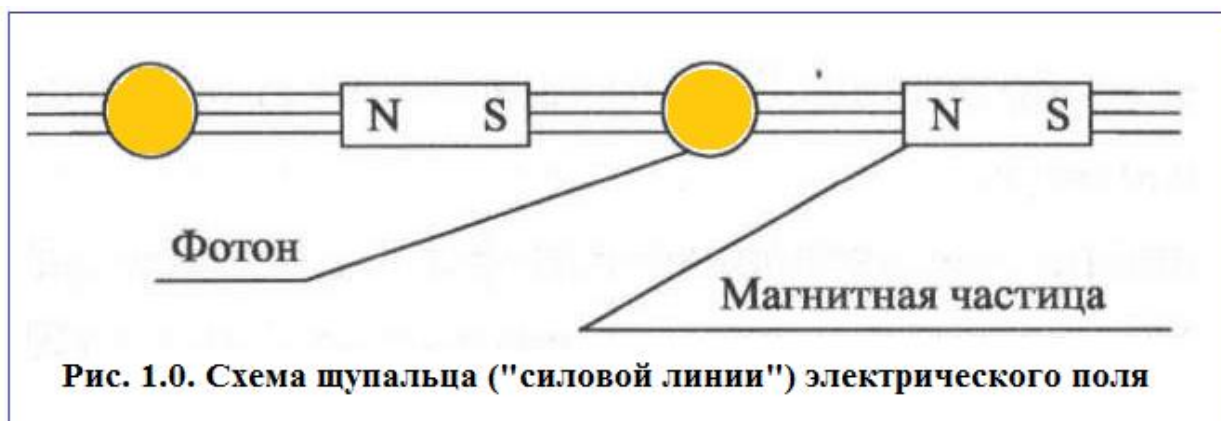 N S
N S
Фотон
Магнитная частица
Рис. 1.0. Схема щупальца ("силовой линии") электрического поля